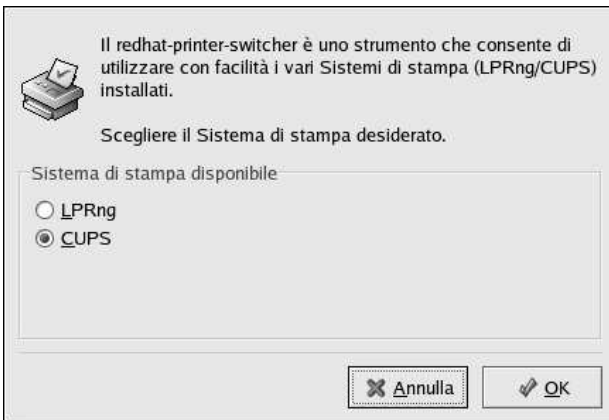 Il redhat-printer-switcher è uno strumento che consente di
utilizzare con facilità i vari Sistemi di stampa (LPRng/CUPS)
installati.
Scegliere il Sistema di stampa desiderato.
Sistema di stampa disponibile
LPRng
CUPS
Annulla
OK